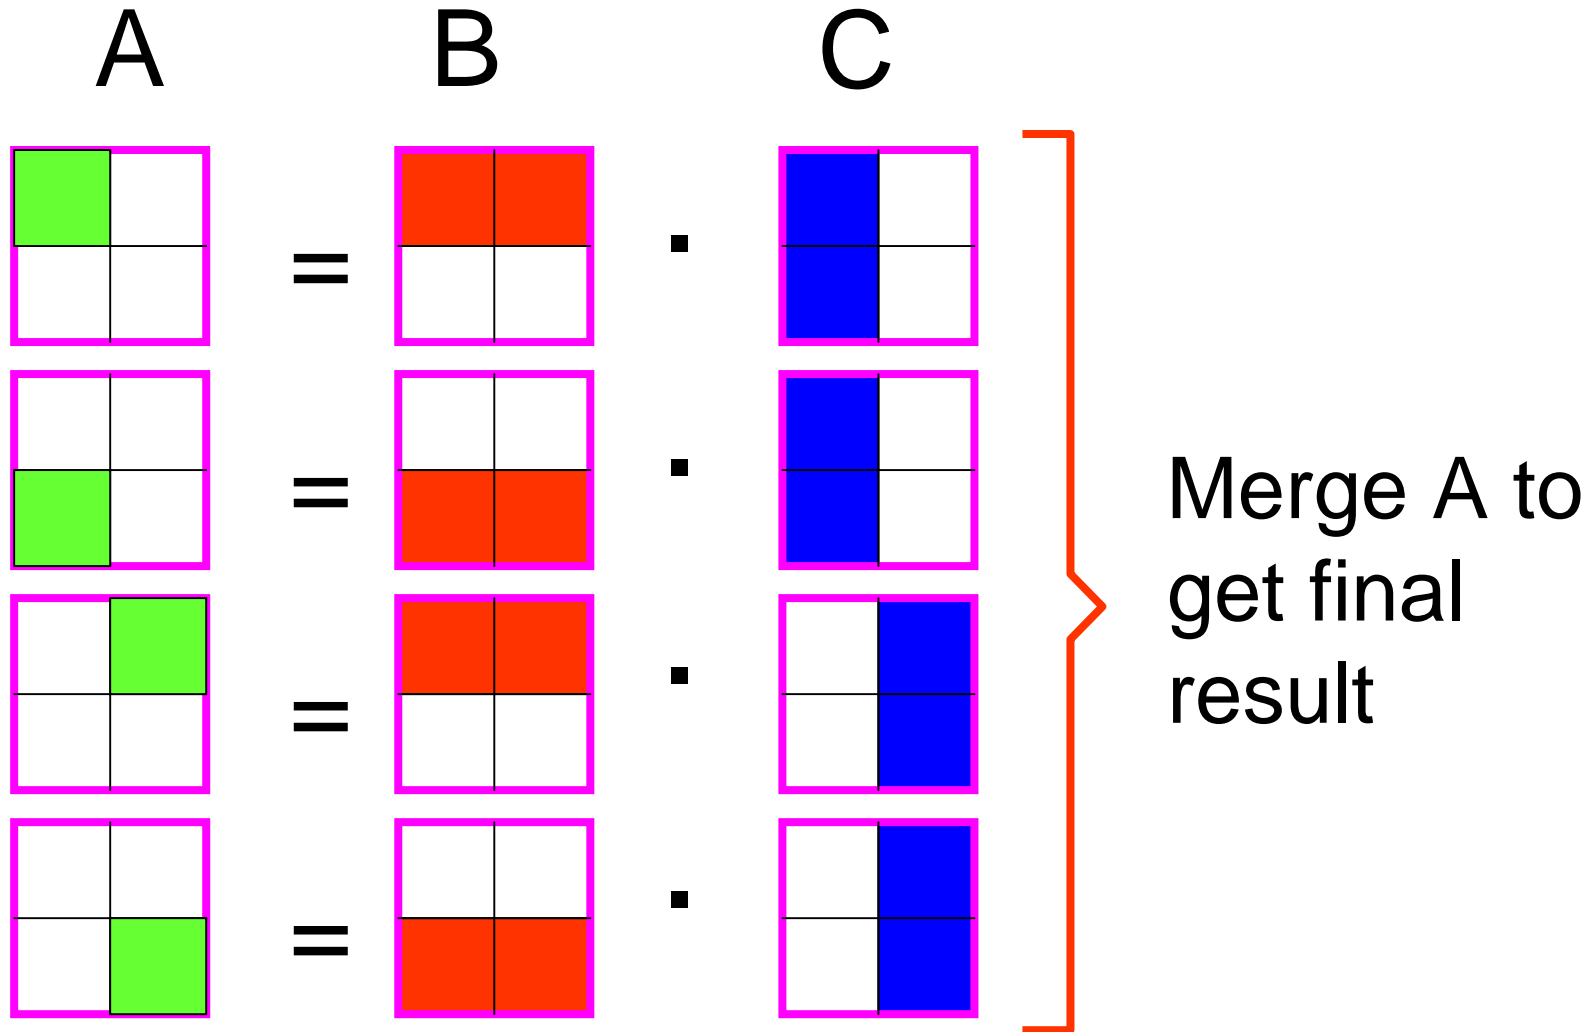 A B C
= ·
= ·
= ·
= ·
Merge A to
get final
result